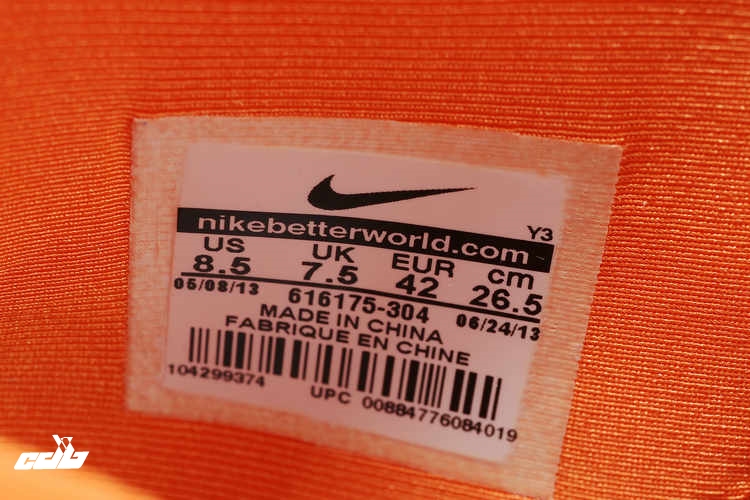 Y3
nikebetterworld.com
US UK EUR cm
8.5 7.5 42 26.5
05/08/13 616175-304 06/24/13
MADE IN CHINA
FABRIQUE EN CHINE
104299374 UPC 00884776084019
cdb